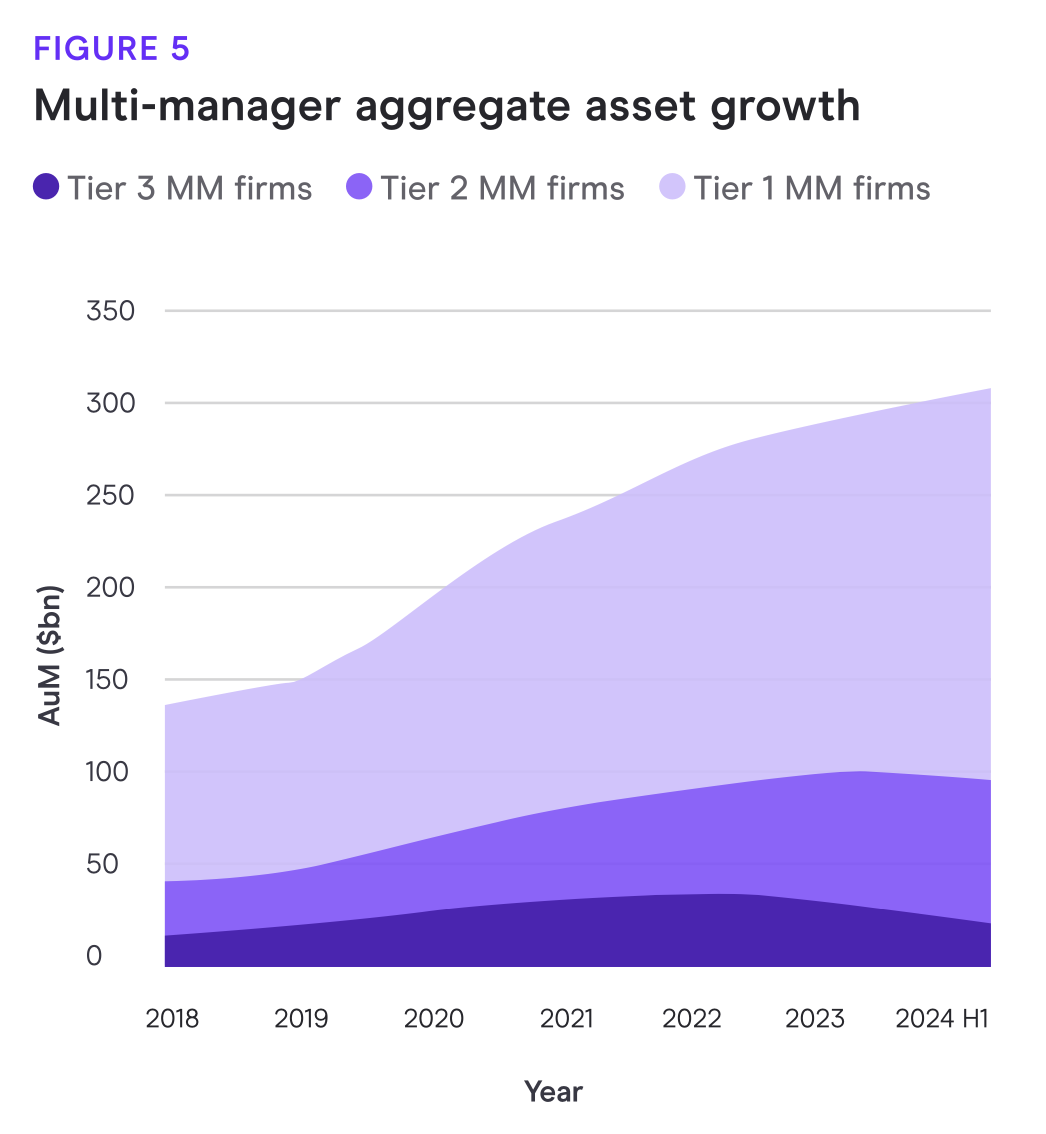 FIGURE 5
Multi-manager aggregate asset growth
Tier 3 MM firms Tier 2 MM firms Tier 1 MM firms
350
300
250
200
150
100
50
0
AuM ($bn)
2018 2019 2020 2021 2022 2023 2024 H1
Year